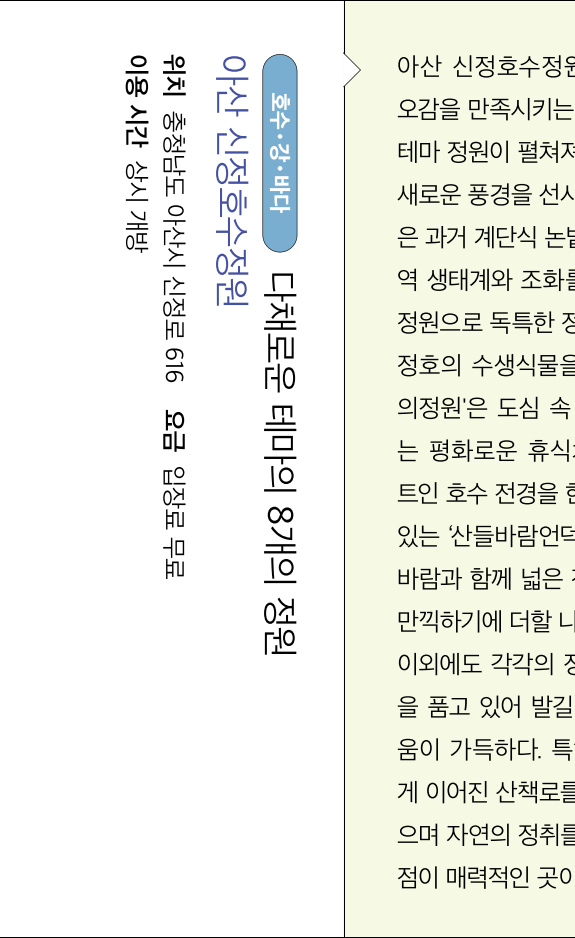 호수·강·바다 다채로운 테마의 8개의 정원
아산 신정호수정원
위치 충청남도 아산시 신정로 616 요금 입장료 무료
이용 시간 상시 개방
아산 신정호수정원
오감을 만족시키는
테마 정원이 펼쳐져
새로운 풍경을 선사
은 과거 계단식 논밭
역 생태계와 조화를
정원으로 독특한 정
정호의 수생식물을
의정원'은 도심 속
는 평화로운 휴식처
트인 호수 전경을 한
있는 ‘산들바람언덕
바람과 함께 넓은
만끽하기에 더할 나
이외에도 각각의 정
을 품고 있어 발길
움이 가득하다. 특
게 이어진 산책로를
으며 자연의 정취를
점이 매력적인 곳이